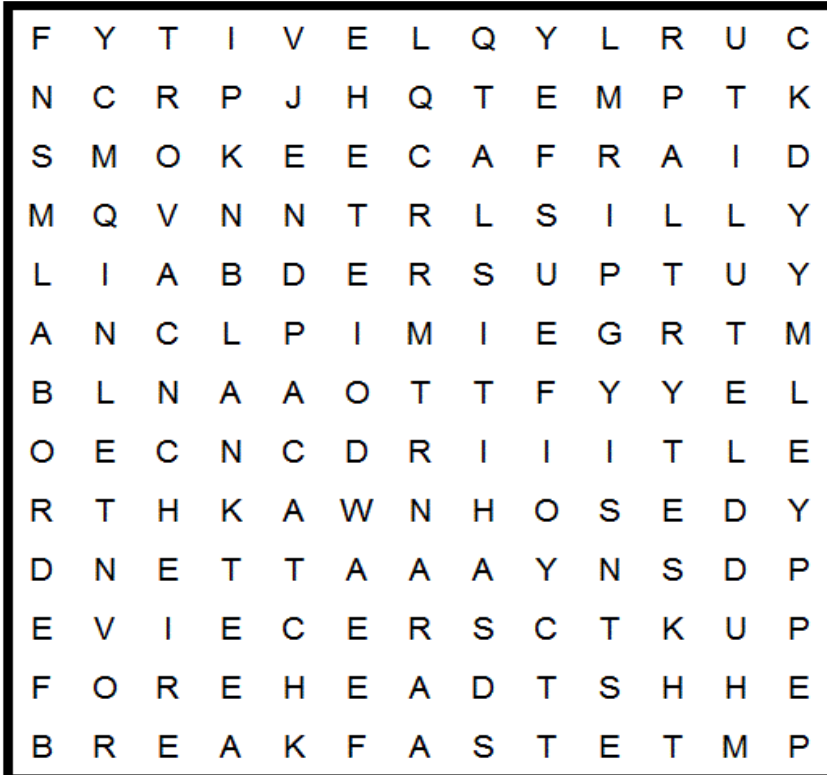 F Y T I V E L Q Y L R U C
N C R P J H Q T E M P T K
S M O K E E C A F R A I D
M Q V N N T R L S I L L Y
L I A B D E R S U P T U Y
A N C L P I M I E G R T M
B L N A A O T T F Y Y E L
O E C N C D R I I I T L E
R T H K A W N H O S E D Y
D N E T T A A A Y N S D P
E V I E C E R S C T K U P
F O R E H E A D T S H H E
B R E A K F A S T E T M P